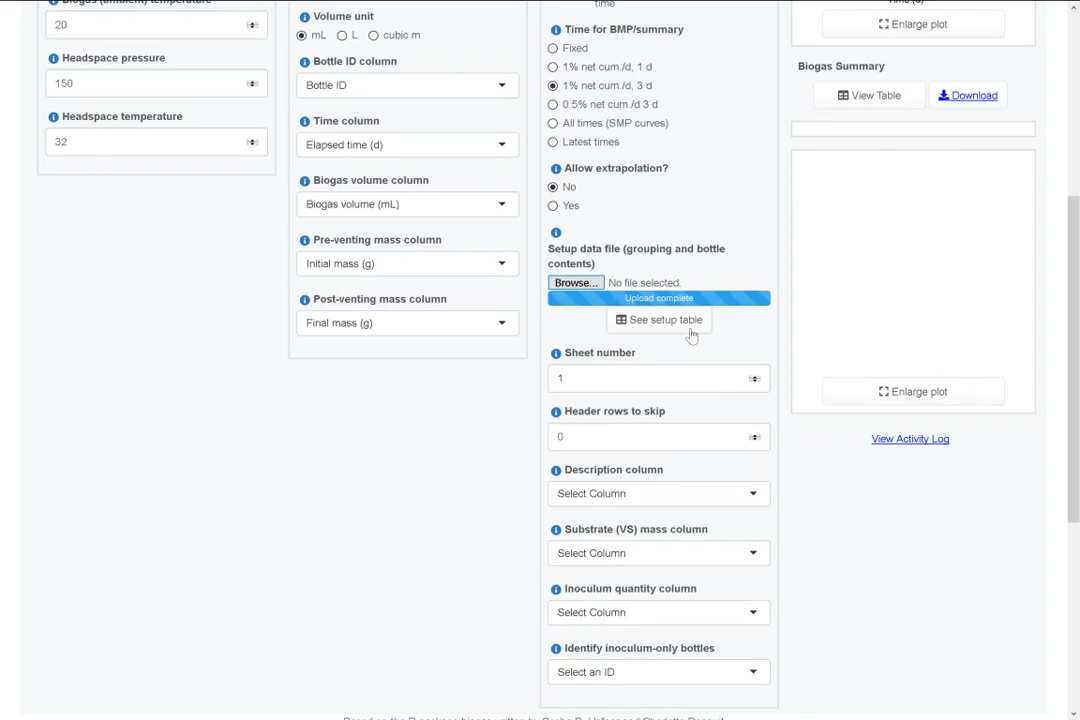 Biogas (ambient) temperature
20
Headspace pressure
150
Headspace temperature
32
Volume unit
mL L cubic m
Bottle ID column
Bottle ID
Time column
Elapsed time (d)
Biogas volume column
Biogas volume (mL)
Pre-venting mass column
Initial mass (g)
Post-venting mass column
Final mass (g)
time
Time for BMP/summary
Fixed
1% net cum./d, 1 d
1% net cum./d, 3 d
0.5% net cum./d 3 d
All times (SMP curves)
Latest times
Allow extrapolation?
No
Yes
Setup data file (grouping and bottle
contents)
Browse... No file selected.
Upload complete
See setup table
Sheet number
1
Header rows to skip
0
Description column
Select Column
Substrate (VS) mass column
Select Column
Inoculum quantity column
Select Column
Identify inoculum-only bottles
Select an ID
Enlarge plot
Biogas Summary
View Table Download
Enlarge plot
View Activity Log